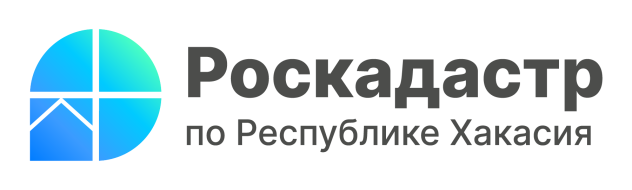 Роскадастр
по Республике Хакасия